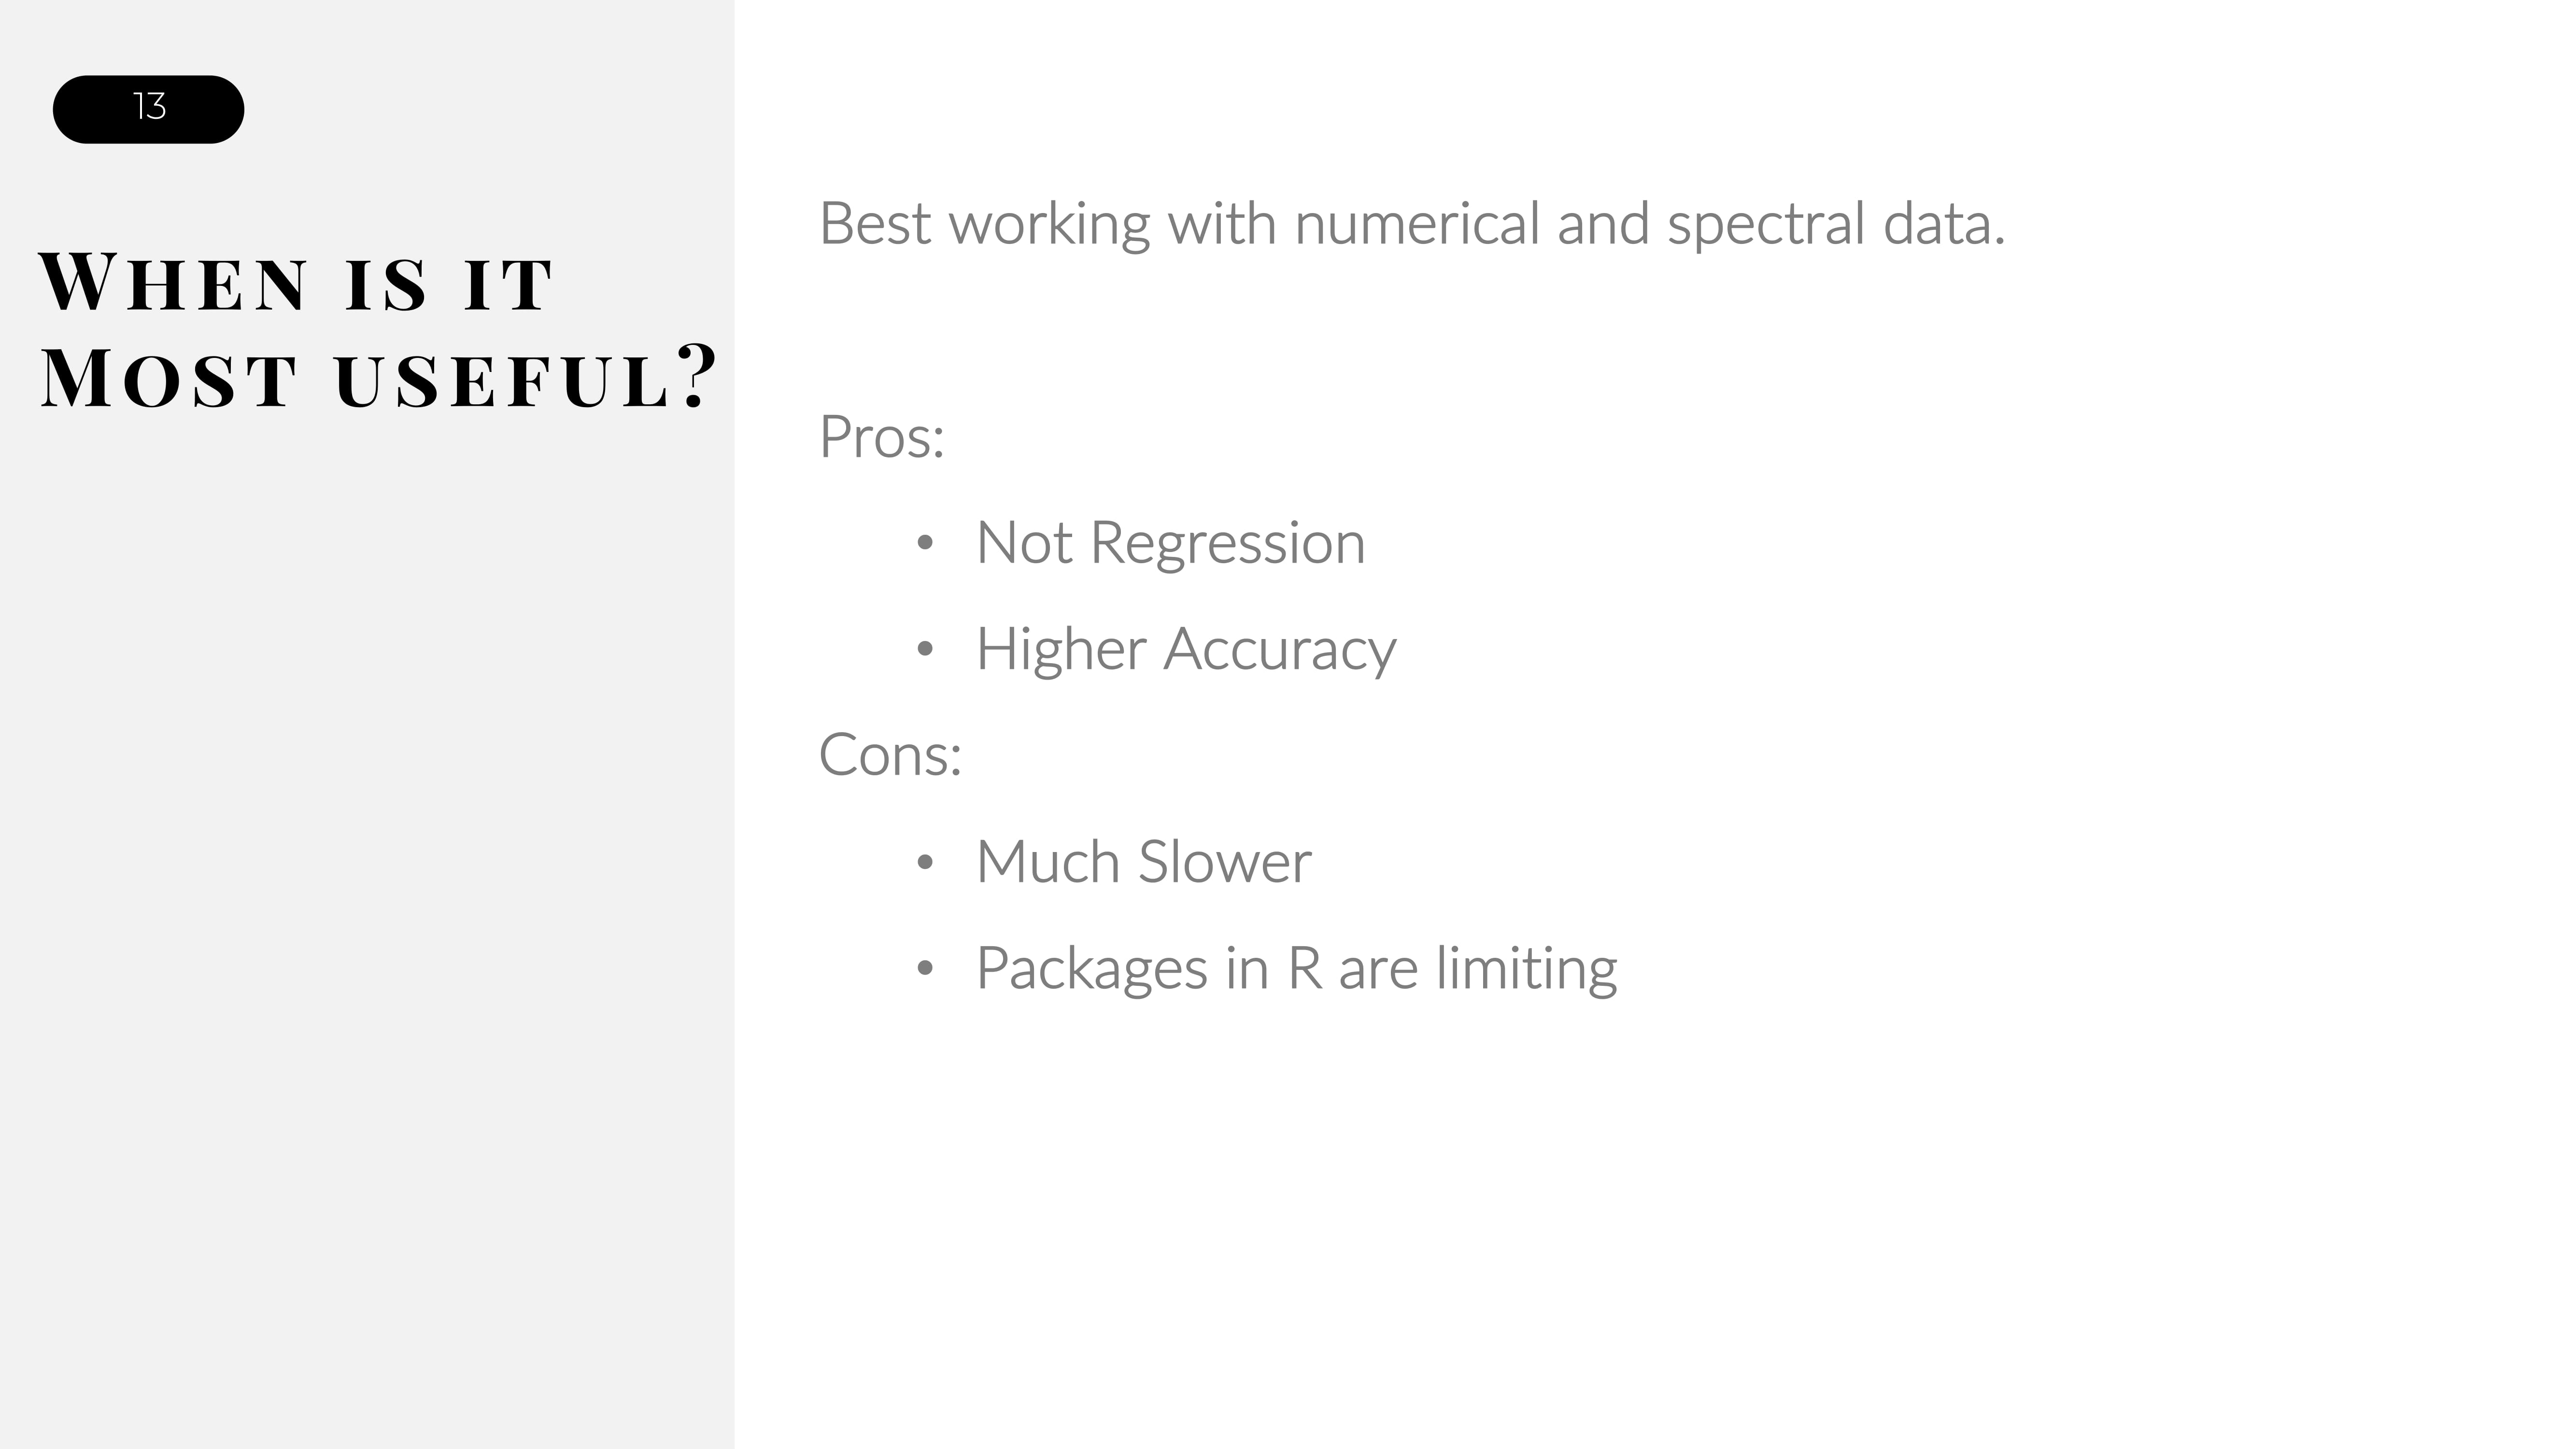 13
When is it
Most useful?
Best working with numerical and spectral data.
Pros:
• Not Regression
• Higher Accuracy
Cons:
• Much Slower
• Packages in R are limiting